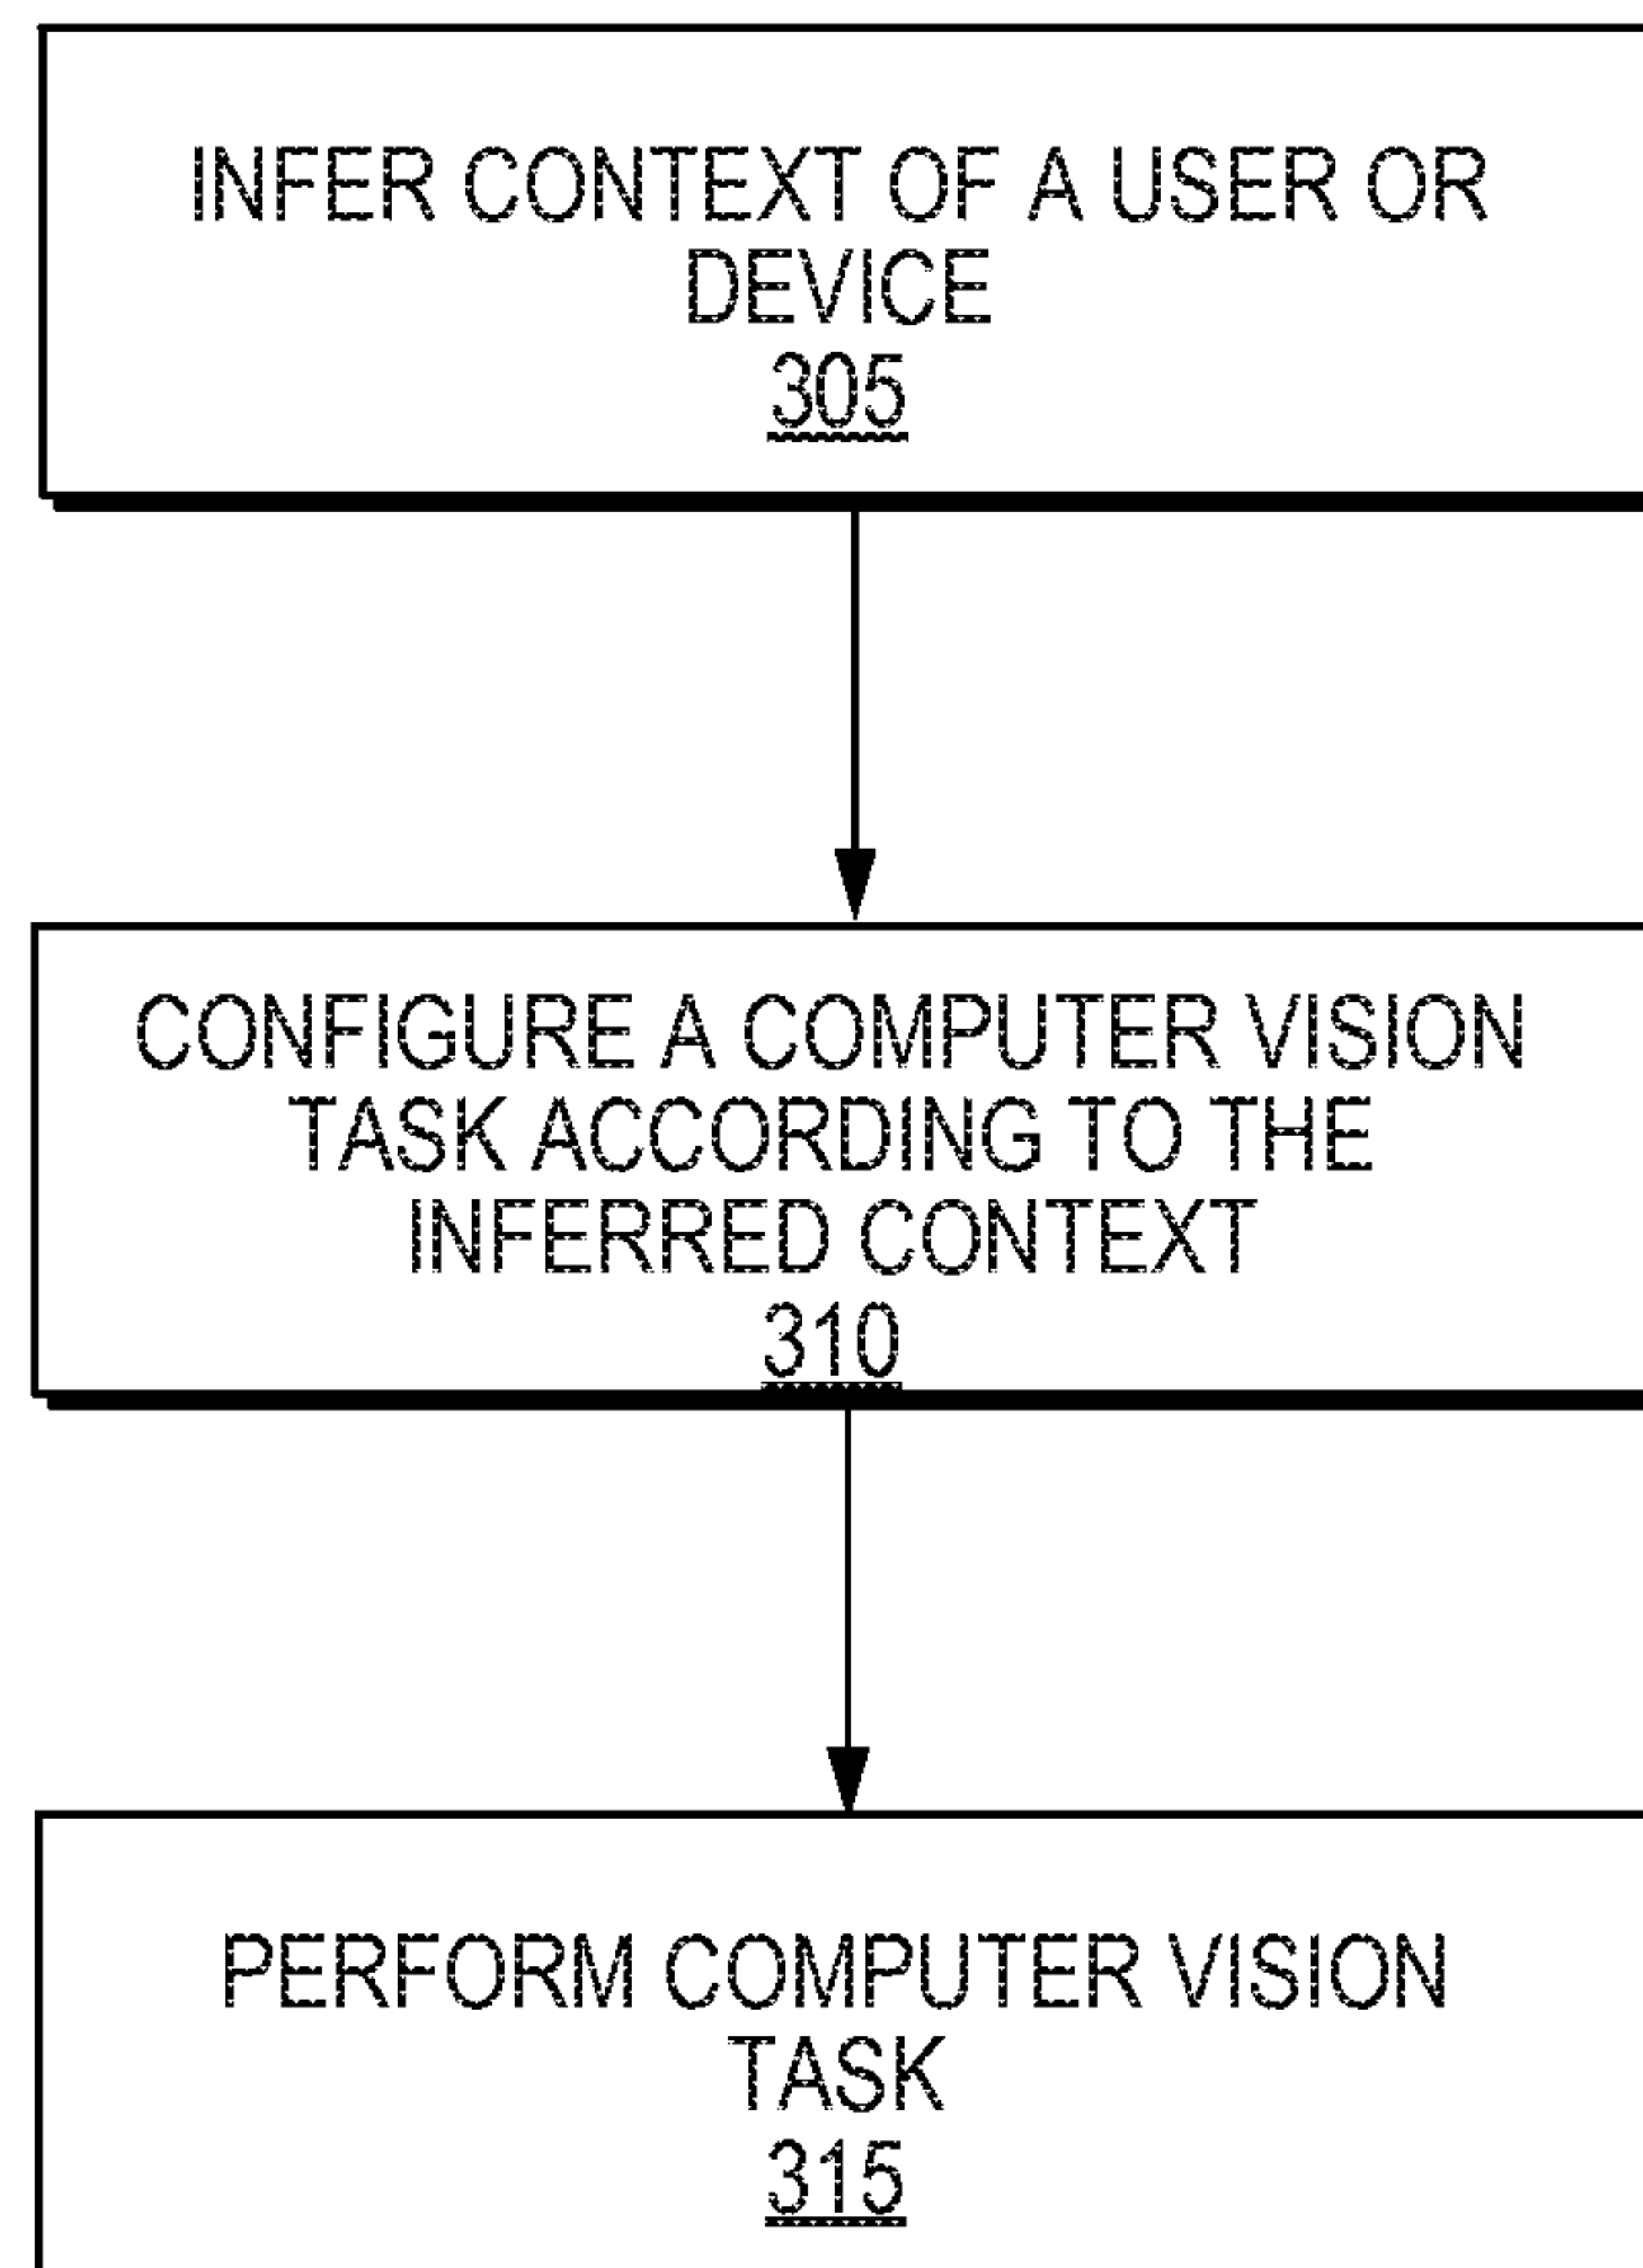 INFER CONTEXT OF A USER OR
DEVICE
305
CONFIGURE A COMPUTER VISION
TASK ACCORDING TO THE
INFERRED CONTEXT
310
PERFORM COMPUTER VISION
TASK
315